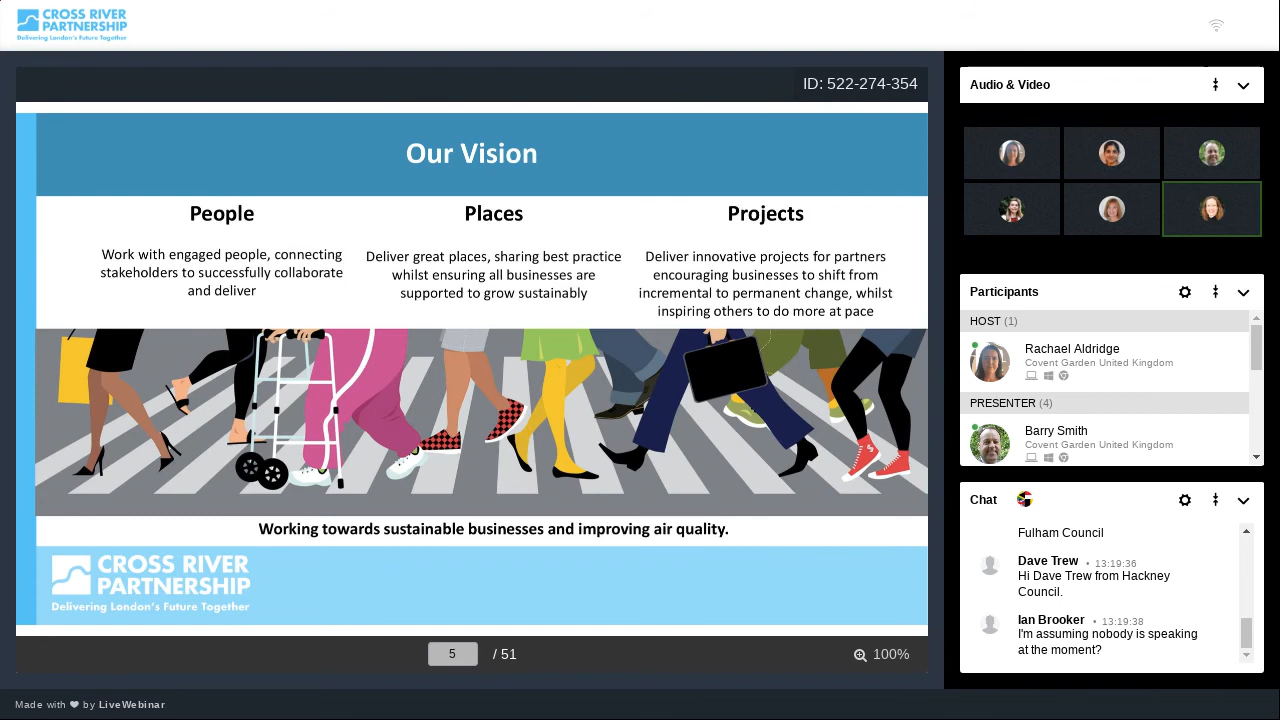 CROSS RIVER
PARTNERSHIP
Delivering London's Future Together
ID: 522-274-354
Our Vision
People
Work with engaged people, connecting
stakeholders to successfully collaborate
and deliver
Places
Deliver great places, sharing best practice
whilst ensuring all businesses are
supported to grow sustainably
Projects
Deliver innovative projects for partners
encouraging businesses to shift from
incremental to permanent change, whilst
inspiring others to do more at pace
Working towards sustainable businesses and improving air quality.
CROSS RIVER
PARTNERSHIP
Delivering London's Future Together
5 / 51
100%
Audio & Video
Participants
HOST (1)
Rachael Aldridge
Covent Garden United Kingdom
PRESENTER (4)
Barry Smith
Covent Garden United Kingdom
Chat
Fulham Council
Dave Trew • 13:19:36
Hi Dave Trew from Hackney
Council.
Ian Brooker • 13:19:38
I'm assuming nobody is speaking
at the moment?
Made with ❤ by LiveWebinar